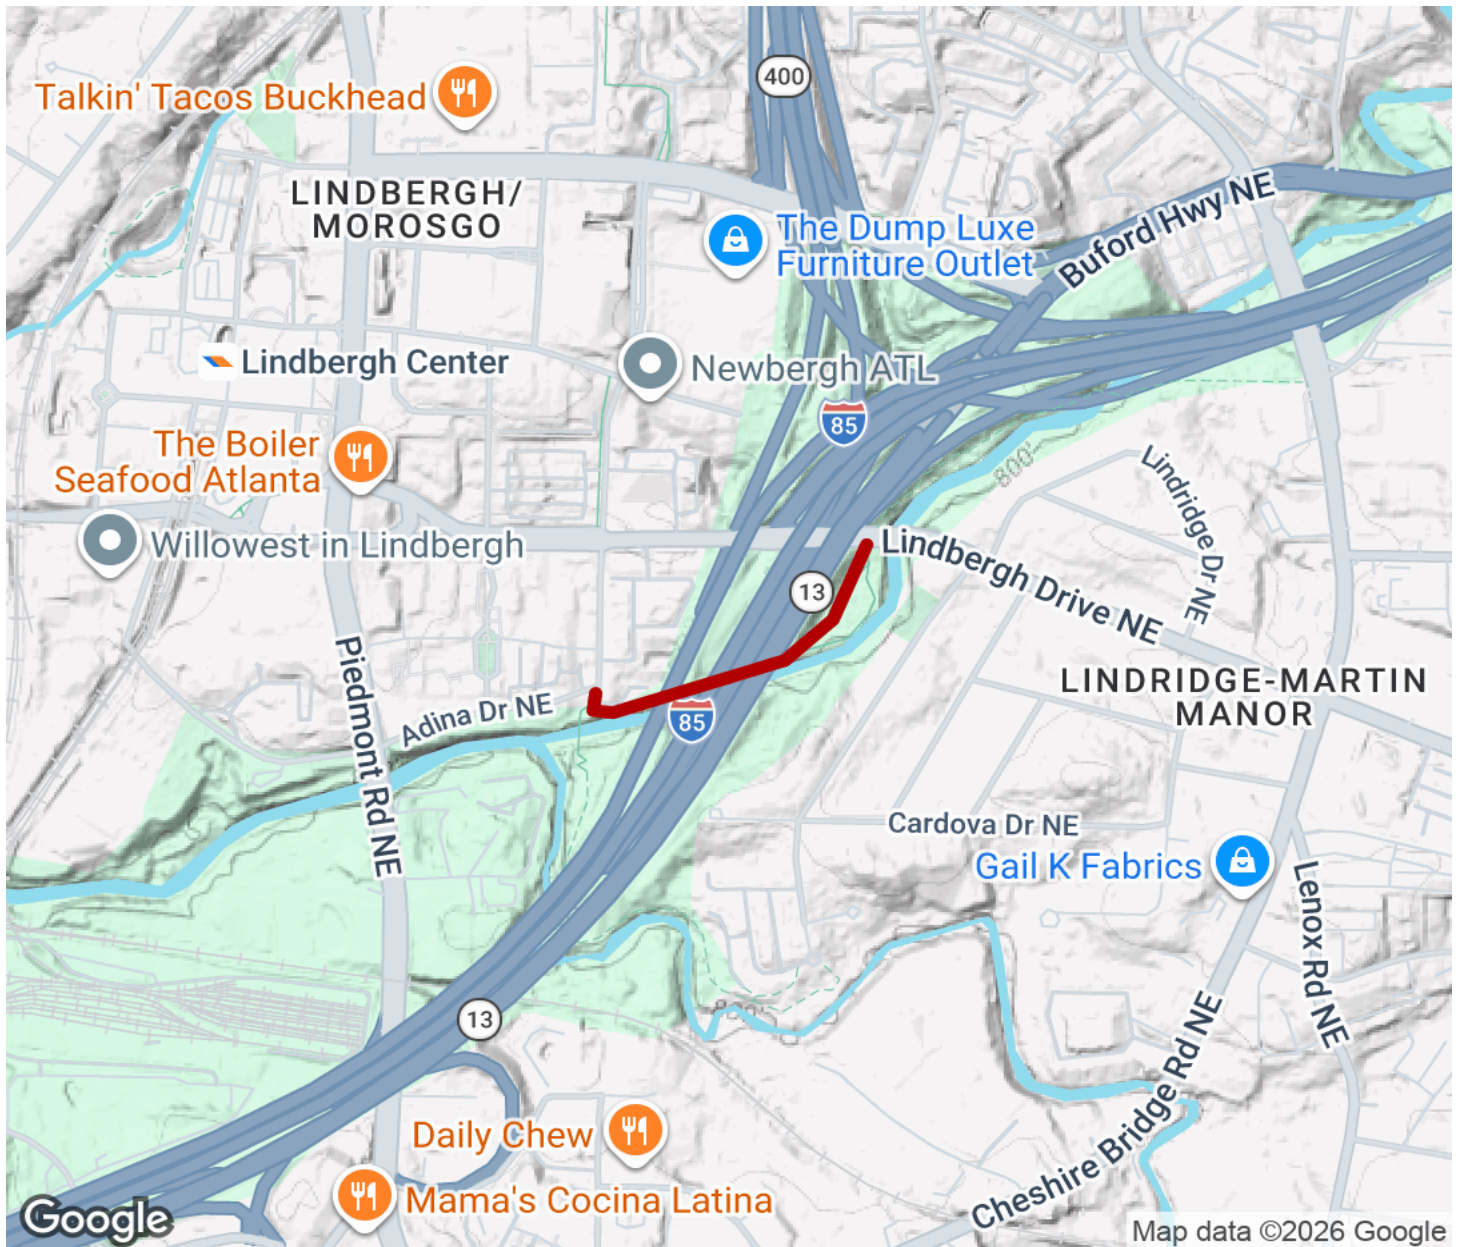 400
Talkin' Tacos Buckhead
LINDBERGH/
MOROSGO
Buford Hwy NE
The Dump Luxe
Furniture Outlet
Lindbergh Center
Newbergh ATL
85
The Boiler
Seafood Atlanta
800'
Lindridge Dr NE
Willowest in Lindbergh
Lindbergh Drive NE
13
Piedmont Rd NE
Adina Dr NE
85
LINDRIDGE-MARTIN
MANOR
Cardova Dr NE
Gail K Fabrics
Lenox Rd NE
13
Cheshire Bridge Rd NE
Daily Chew
Mama's Cocina Latina
Google
Map data ©2026 Google